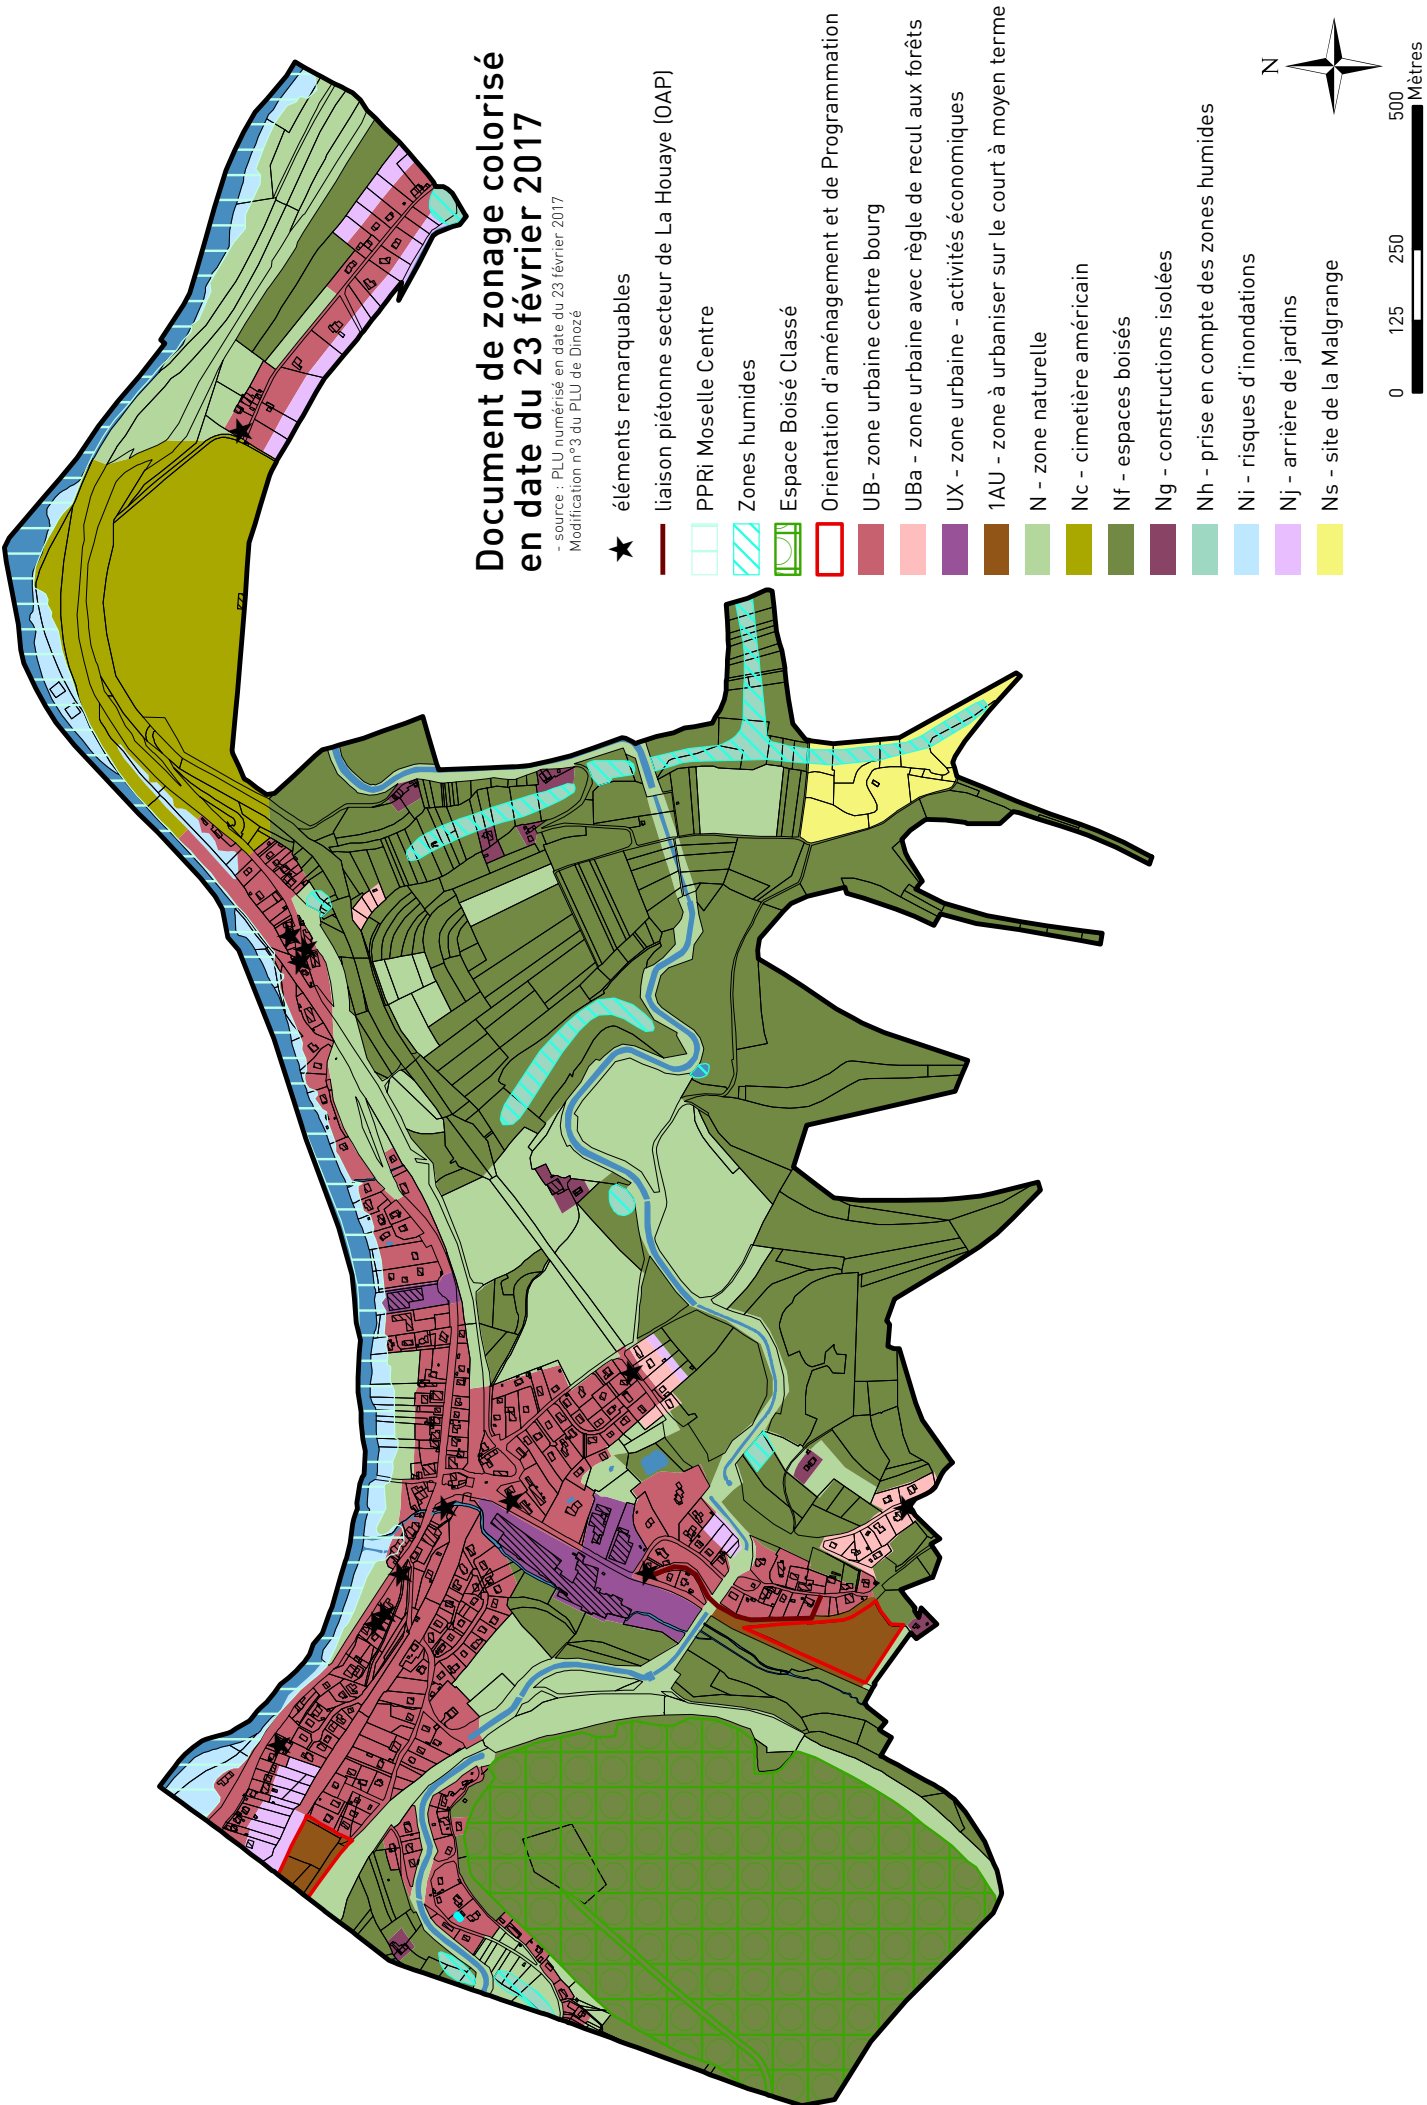 Document de zonage colorisé
en date du 23 février 2017
- source : PLU numérisé en date du 23 février 2017
Modification n°3 du PLU de Dinozé
éléments remarquables
liaison piétonne secteur de La Houaye (OAP)
PPRi Moselle Centre
Zones humides
Espace Boisé Classé
Orientation d'aménagement et de Programmation
UB- zone urbaine centre bourg
UBa - zone urbaine avec règle de recul aux forêts
UX - zone urbaine - activités économiques
1AU - zone à urbaniser sur le court à moyen terme
N - zone naturelle
Nc - cimetière américain
Nf - espaces boisés
Ng - constructions isolées
Nh - prise en compte des zones humides
Ni - risques d'inondations
Nj - arrière de jardins
Ns - site de la Malgrange
N
0 125 250 500
Mètres